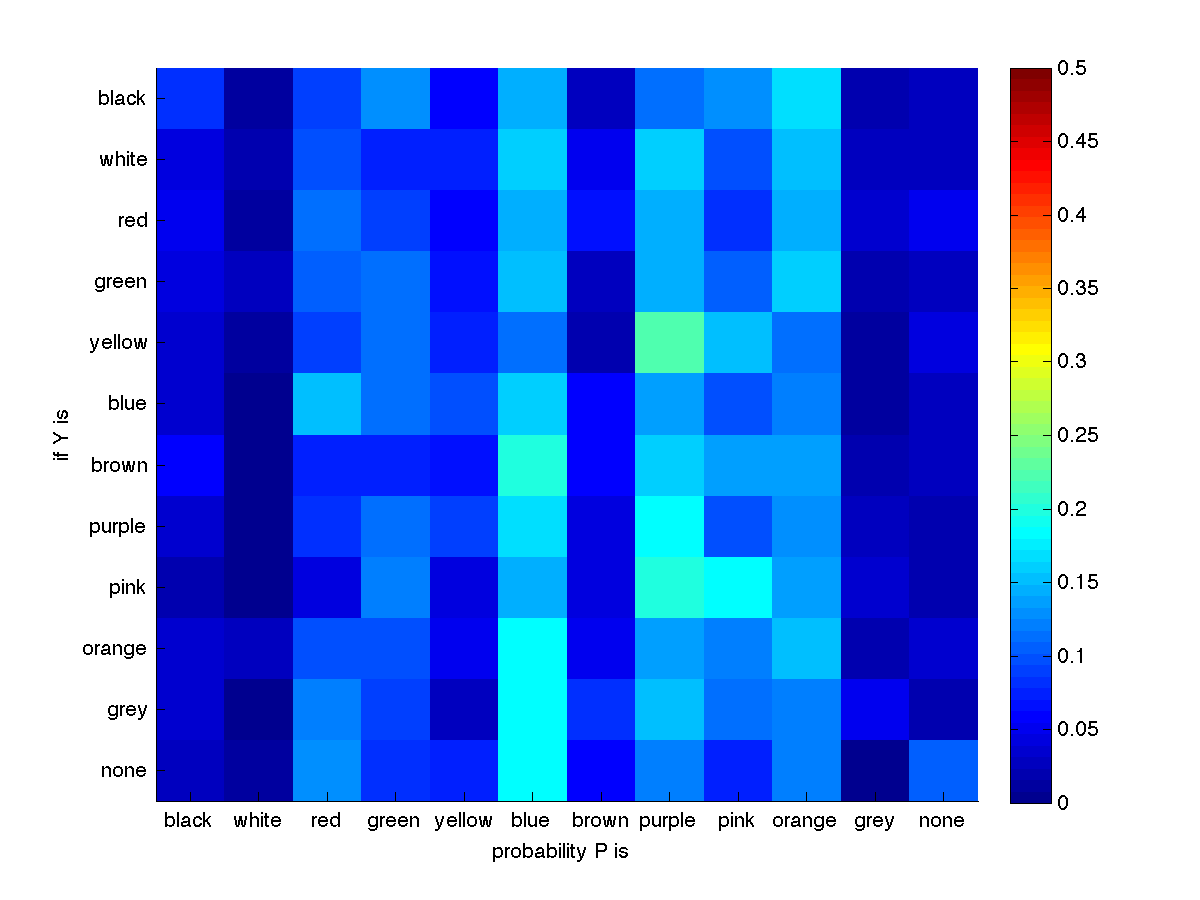 black
white
red
green
yellow
blue
brown
purple
pink
orange
grey
none
if Y is
black white red green yellow blue brown purple pink orange grey none
probability P is
0.5
0.45
0.4
0.35
0.3
0.25
0.2
0.15
0.1
0.05
0